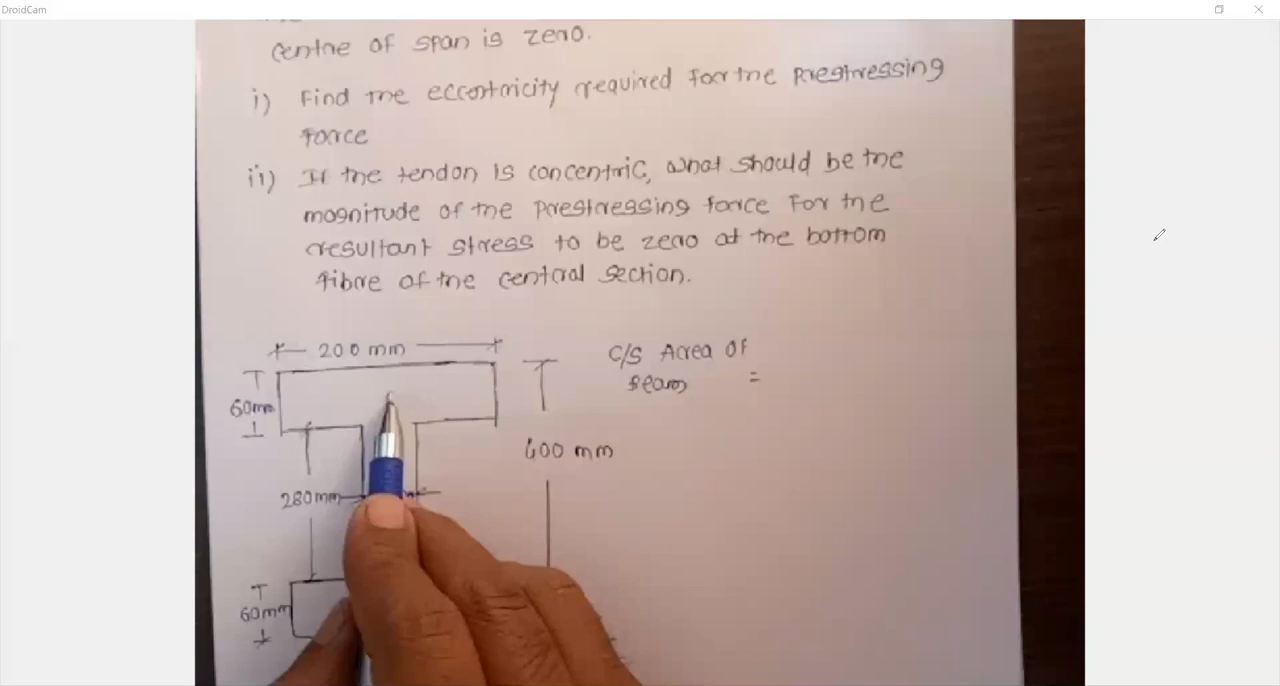 DroidCam
centre of span is zero.
i) Find the eccentricity required for the Prestressing
force
ii) If the tendon is concentric, what should be the
magnitude of the Prestressing force For the
resultant stress to be zero at the bottom
fibre of the central section.
200 mm
C/S Area of
beam =
60mm
400 mm
280mm
60mm